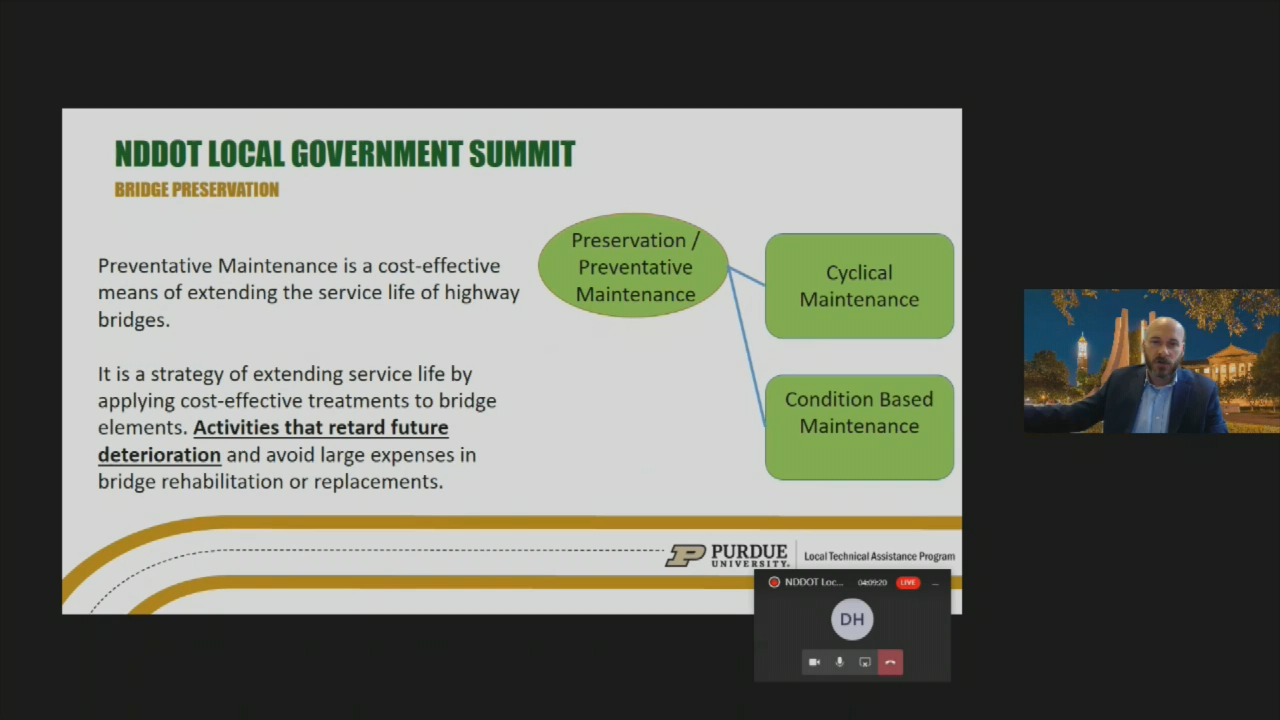 NDDOT LOCAL GOVERNMENT SUMMIT
BRIDGE PRESERVATION
Preventative Maintenance is a cost-effective
means of extending the service life of highway
bridges.
It is a strategy of extending service life by
applying cost-effective treatments to bridge
elements. Activities that retard future
deterioration and avoid large expenses in
bridge rehabilitation or replacements.
Preservation /
Preventative
Maintenance
Cyclical
Maintenance
Condition Based
Maintenance
P PURDUE
UNIVERSITY.
Local Technical Assistance Program
NDDOT Loc... 04:09:20 LIVE ...
DH